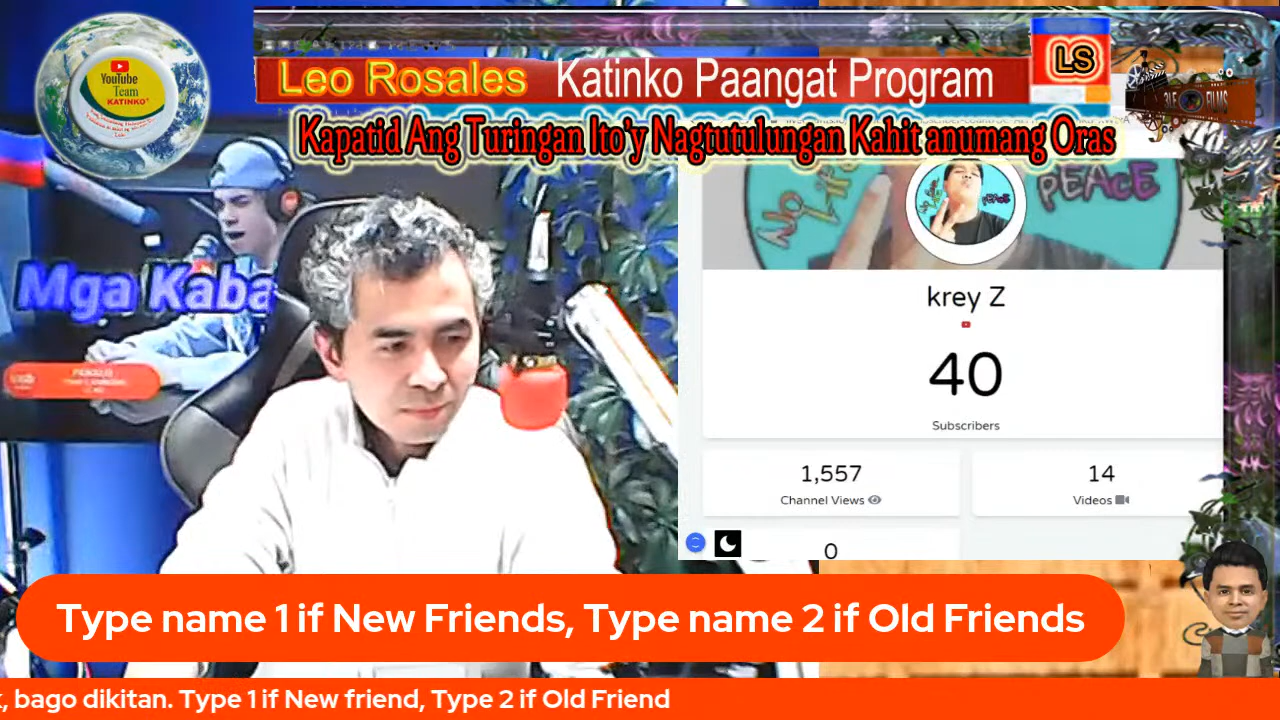 YouTube
Team
KATINKO
Leo Rosales Katinko Paangat Program
LS
FILMS
Kapatid Ang Turingan Ito'y Nagtutulungan Kahit anumang Oras
PEAcE
Mga Kaba
krey Z
40
Subscribers
1,557
Channel Views
14
Videos
0
Type name 1 if New Friends, Type name 2 if Old Friends
, bago dikitan. Type 1 if New friend, Type 2 if Old Friend